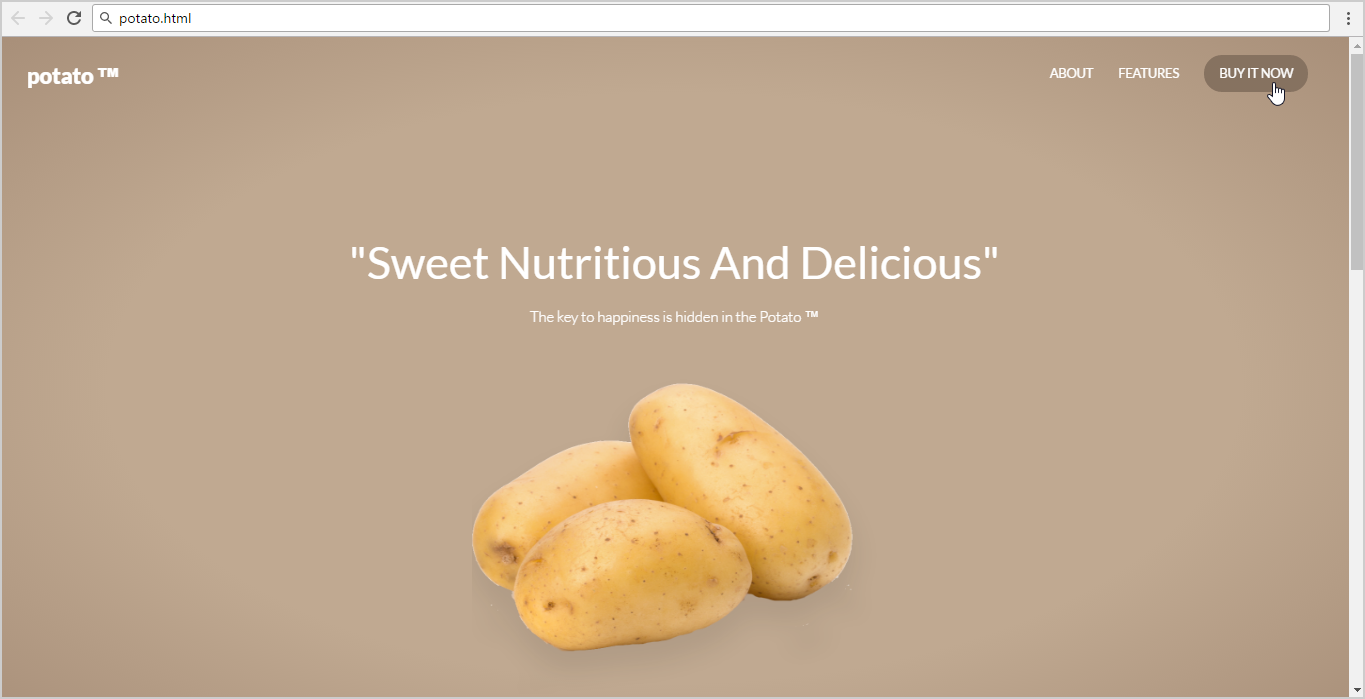 potato.html
potato ™
ABOUT
FEATURES
BUY IT NOW
"Sweet Nutritious And Delicious"
The key to happiness is hidden in the Potato ™